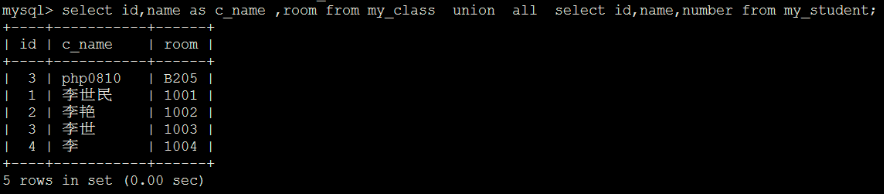 mysql> select id,name as c_name ,room from my_class  union  all  select id,name,number from my_student;
+----+-----------+------+
| id | c_name    | room |
+----+-----------+------+
|  3 | php0810   | B205 |
|  1 | 李世民    | 1001 |
|  2 | 李艳      | 1002 |
|  3 | 李世      | 1003 |
|  4 | 李        | 1004 |
+----+-----------+------+
5 rows in set (0.00 sec)